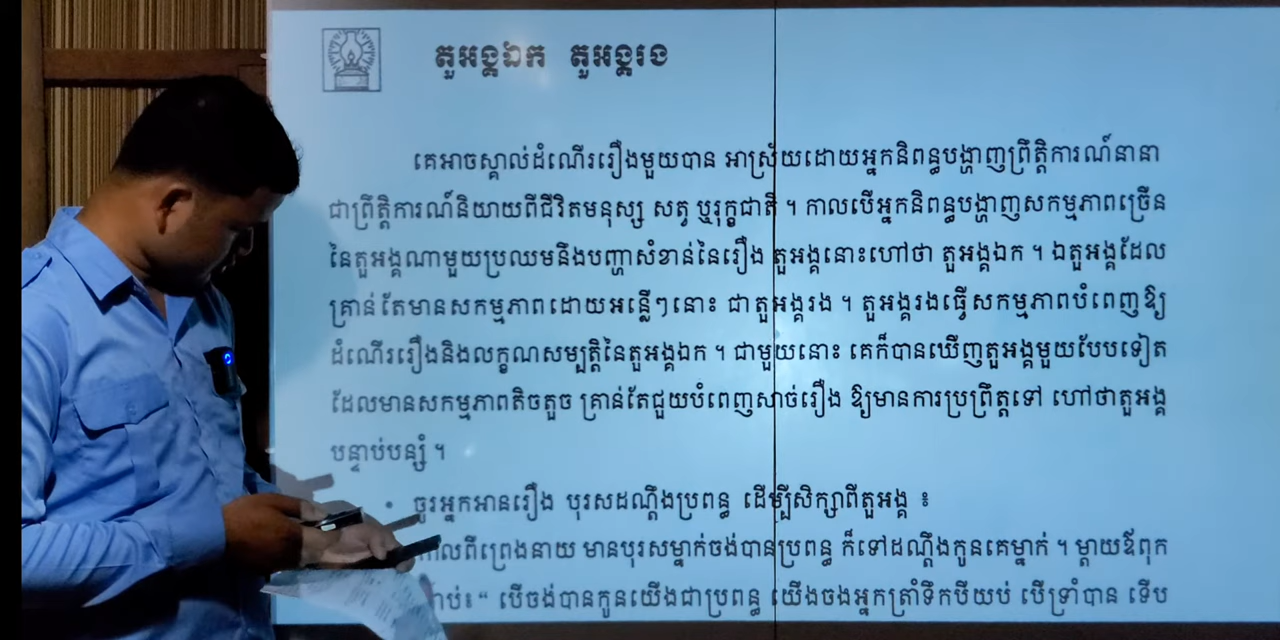 តួអង្គឯក តួអង្គរង
គេអាចស្គាល់ដំណើររឿងមួយបាន អាស្រ័យដោយអ្នកនិពន្ធបង្ហាញព្រឹត្តិការណ៍នានា
ជាព្រឹត្តិការណ៍និយាយពីជីវិតមនុស្ស សត្វ ឬរុក្ខជាតិ ។ កាលបើអ្នកនិពន្ធបង្ហាញសកម្មភាពច្រើន
នៃតួអង្គណាមួយប្រឈមនឹងបញ្ហាសំខាន់នៃរឿង តួអង្គនោះហៅថា តួអង្គឯក ។ ឯតួអង្គដែល
គ្រាន់តែមានសកម្មភាពដោយអន្លើៗនោះ ជាតួអង្គរង ។ តួអង្គរងធ្វើសកម្មភាពបំពេញឱ្យ
ដំណើររឿងនិងលក្ខណសម្បត្តិនៃតួអង្គឯក ។ ជាមួយនោះ គេក៏បានឃើញតួអង្គមួយបែបទៀត
ដែលមានសកម្មភាពតិចតួច គ្រាន់តែជួយបំពេញសាច់រឿង ឱ្យមានការប្រព្រឹត្តទៅ ហៅថាតួអង្គ
បន្ទាប់បន្សំ ។
• ចូរអ្នកអានរឿង បុរសដណ្ដឹងប្រពន្ធ ដើម្បីសិក្សាពីតួអង្គ ៖
ពីព្រេងនាយ មានបុរសម្នាក់ចង់បានប្រពន្ធ ក៏ទៅដណ្ដឹងកូនគេម្នាក់ ។ ម្ដាយឪពុក
“ បើចង់បានកូនយើងជាប្រពន្ធ យើងចងអ្នកត្រាំទឹកបីយប់ បើទ្រាំបាន ទើប